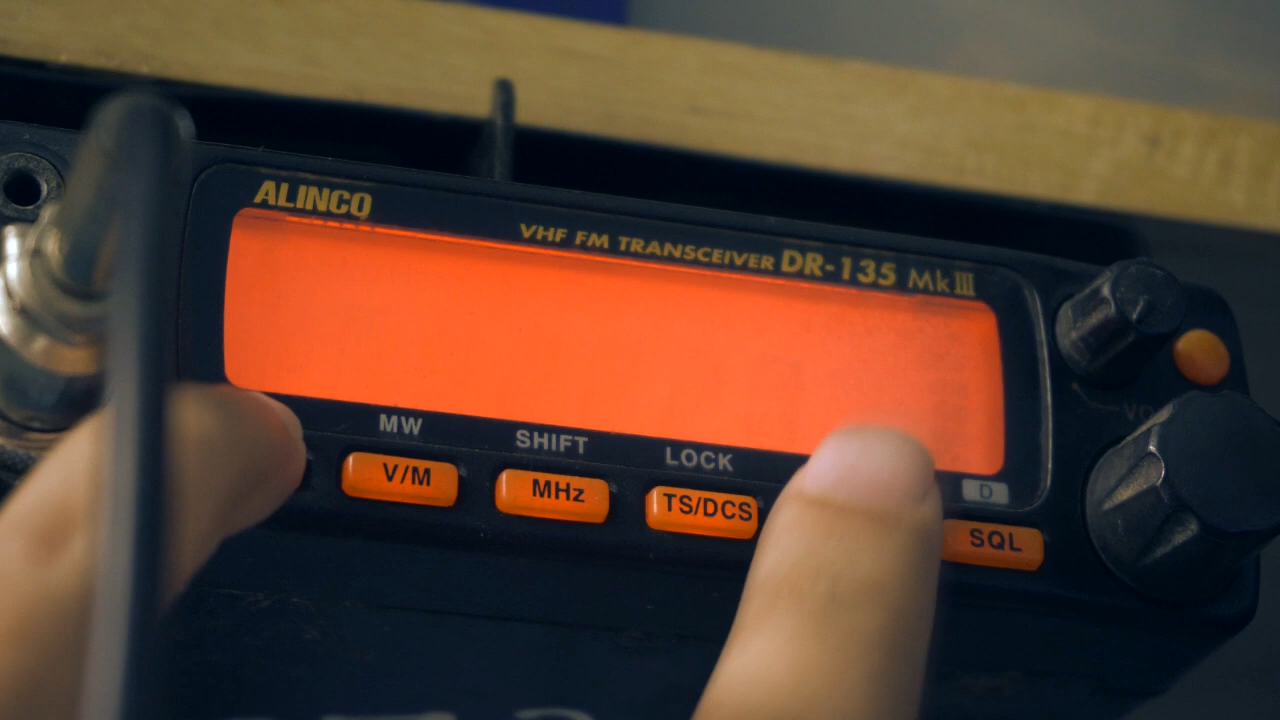 ALINCO
VHF FM TRANSCEIVER DR-135 MkIII
MW SHIFT LOCK
V/M MHz TS/DCS SQL
D